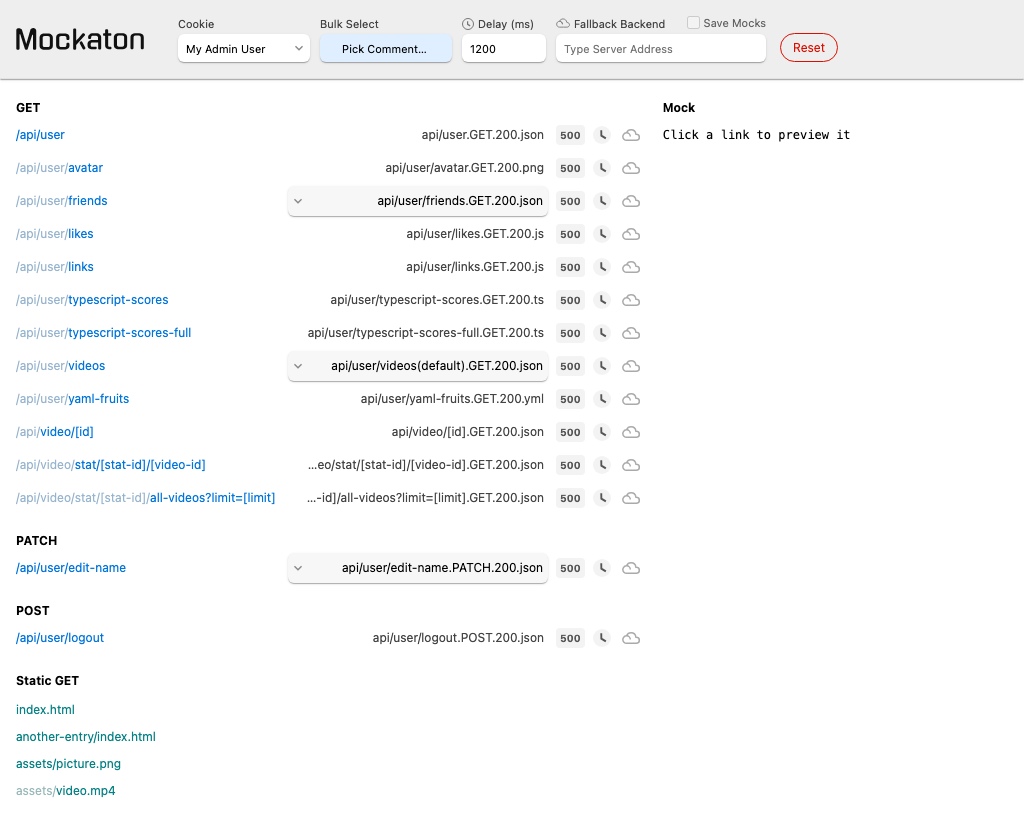 Mockaton
Cookie
My Admin User
Bulk Select
Pick Comment...
Delay (ms)
1200
Fallback Backend
Save Mocks
Type Server Address
Reset
GET
/api/user api/user.GET.200.json 500
/api/user/avatar api/user/avatar.GET.200.png 500
/api/user/friends api/user/friends.GET.200.json 500
/api/user/likes api/user/likes.GET.200.js 500
/api/user/links api/user/links.GET.200.js 500
/api/user/typescript-scores api/user/typescript-scores.GET.200.ts 500
/api/user/typescript-scores-full api/user/typescript-scores-full.GET.200.ts 500
/api/user/videos api/user/videos(default).GET.200.json 500
/api/user/yaml-fruits api/user/yaml-fruits.GET.200.yml 500
/api/video/[id] api/video/[id].GET.200.json 500
/api/video/stat/[stat-id]/[video-id] ...eo/stat/[stat-id]/[video-id].GET.200.json 500
/api/video/stat/[stat-id]/all-videos?limit=[limit] ...-id]/all-videos?limit=[limit].GET.200.json 500
PATCH
/api/user/edit-name api/user/edit-name.PATCH.200.json 500
POST
/api/user/logout api/user/logout.POST.200.json 500
Static GET
index.html
another-entry/index.html
assets/picture.png
assets/video.mp4
Mock
Click a link to preview it